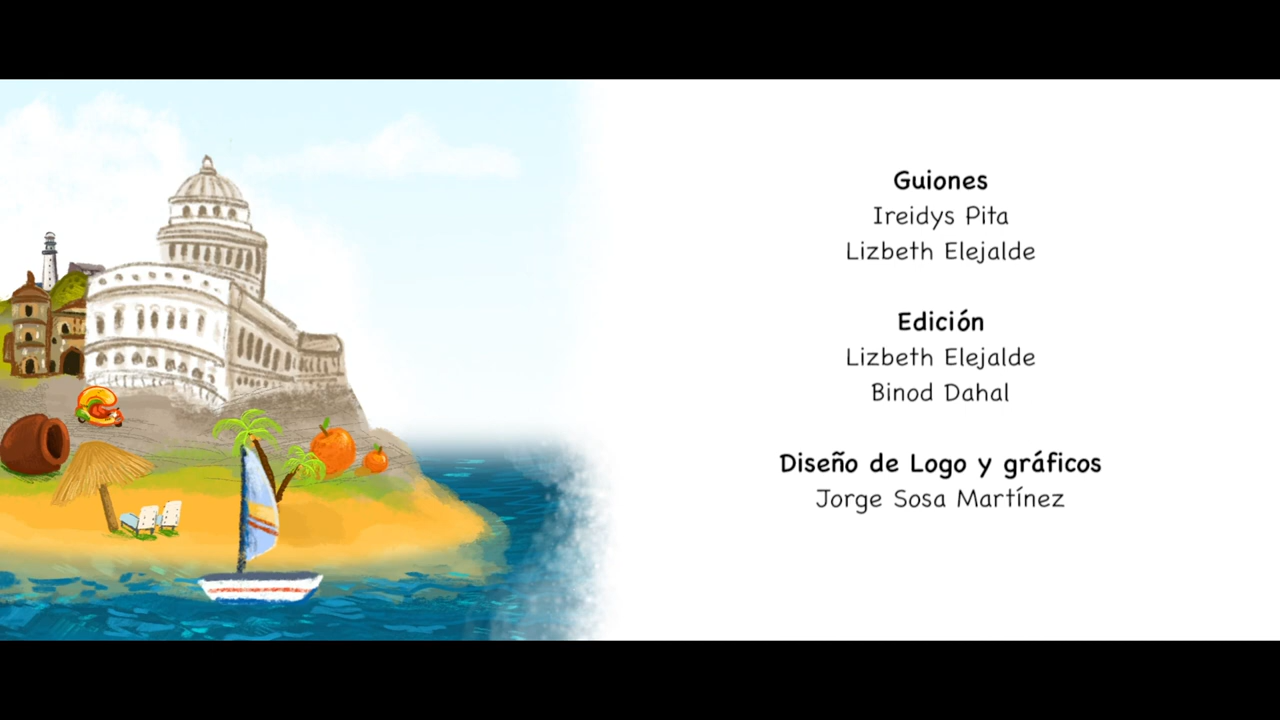 Guiones
Ireidys Pita
Lizbeth Elejalde
Edición
Lizbeth Elejalde
Binod Dahal
Diseño de Logo y gráficos
Jorge Sosa Martínez